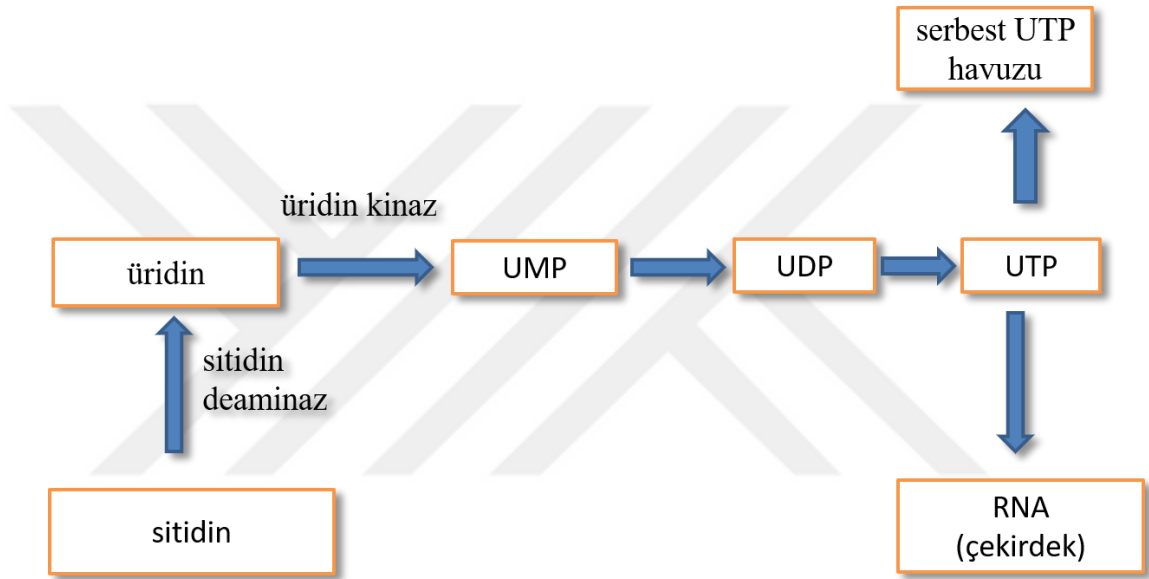 serbest UTP
havuzu
üridin kinaz
üridin
UMP
UDP
UTP
sitidin
deaminaz
sitidin
RNA
(çekirdek)